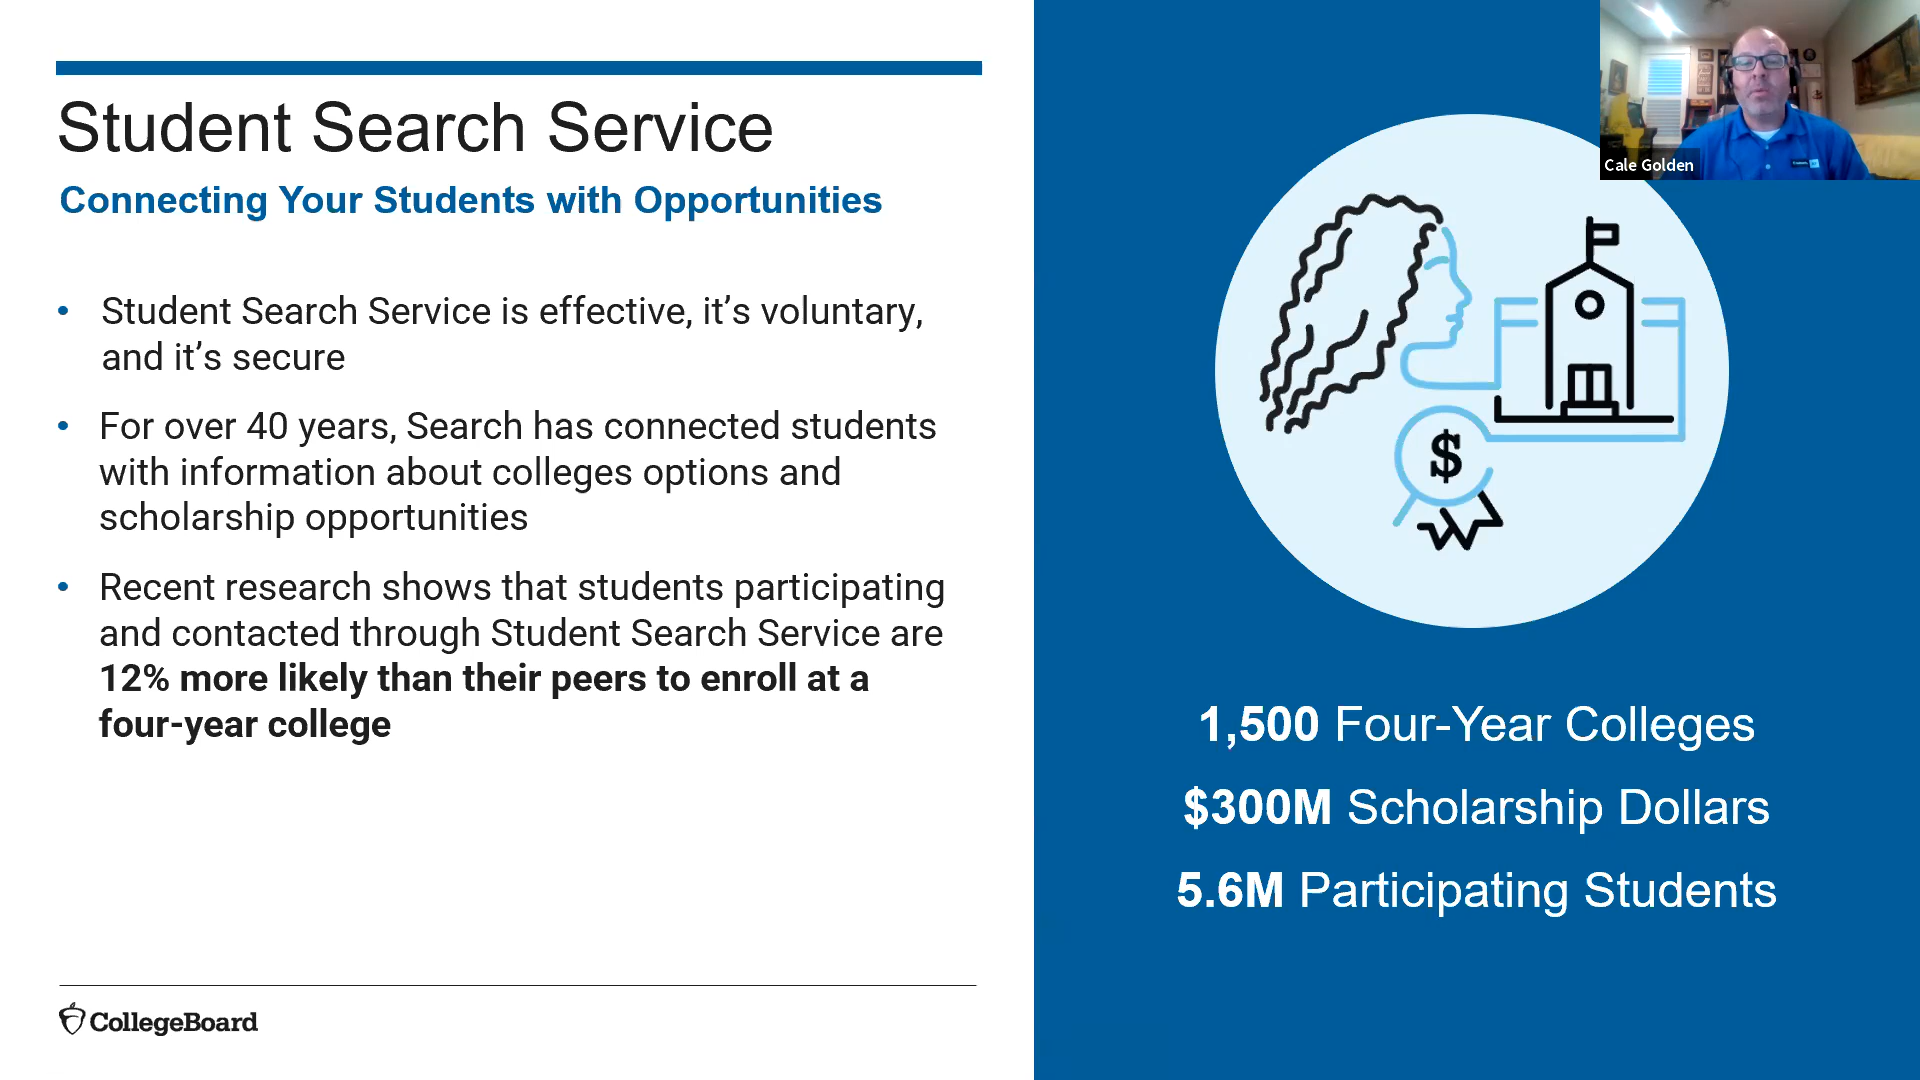 Student Search Service
Connecting Your Students with Opportunities
• Student Search Service is effective, it’s voluntary,
and it’s secure
• For over 40 years, Search has connected students
with information about colleges options and
scholarship opportunities
• Recent research shows that students participating
and contacted through Student Search Service are
12% more likely than their peers to enroll at a
four-year college
CollegeBoard
Cale Golden
$
1,500 Four-Year Colleges
$300M Scholarship Dollars
5.6M Participating Students